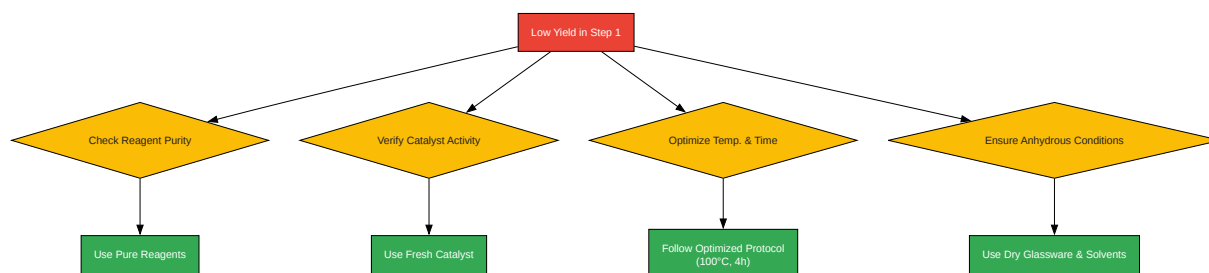 Low Yield in Step 1
Check Reagent Purity
Verify Catalyst Activity
Optimize Temp. & Time
Ensure Anhydrous Conditions
Use Pure Reagents
Use Fresh Catalyst
Follow Optimized Protocol
(100°C, 4h)
Use Dry Glassware & Solvents